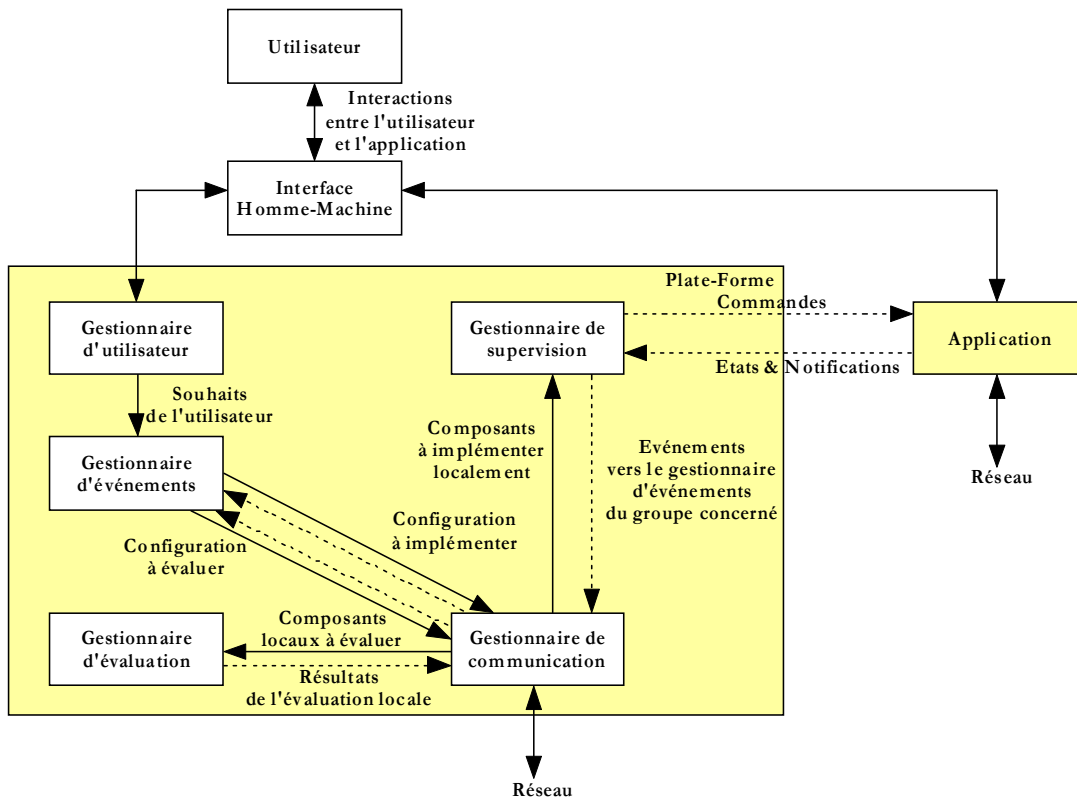 Utilisateur
Interactions
entre l'utilisateur
et l'application
Interface
Homme-Machine
Plate-Forme
Commandes
Gestionnaire
d'utilisateur
Gestionnaire de
supervision
Application
Etats & Notifications
Souhaits
de l'utilisateur
Composants
à implémenter
localement
Evénements
vers le gestionnaire
d'événements
du groupe concerné
Réseau
Gestionnaire
d'événements
Configuration
à implémenter
Configuration
à évaluer
Composants
locaux à évaluer
Gestionnaire
d'évaluation
Gestionnaire de
communication
Résultats
de l'évaluation locale
Réseau